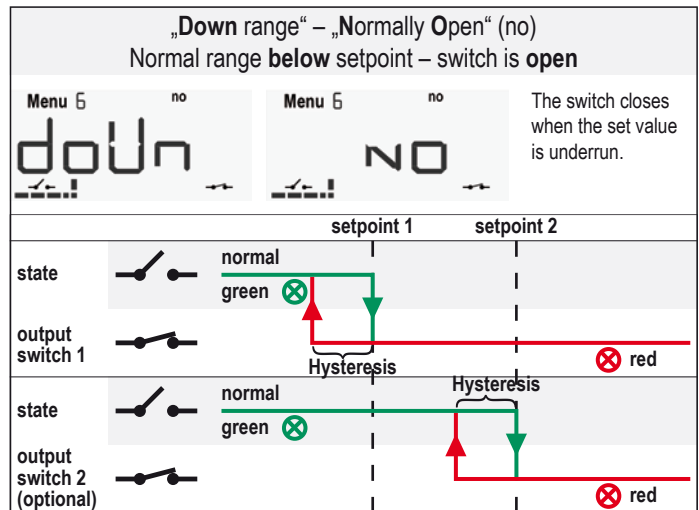 „Down range“ – „Normally Open“ (no)
Normal range below setpoint – switch is open
Menu 6 no
doUn
Menu 6 no
NO
The switch closes
when the set value
is underrun.
setpoint 1 setpoint 2
state
normal
green
output
switch 1
Hysteresis
red
state
normal
green
Hysteresis
output
switch 2
(optional)
red